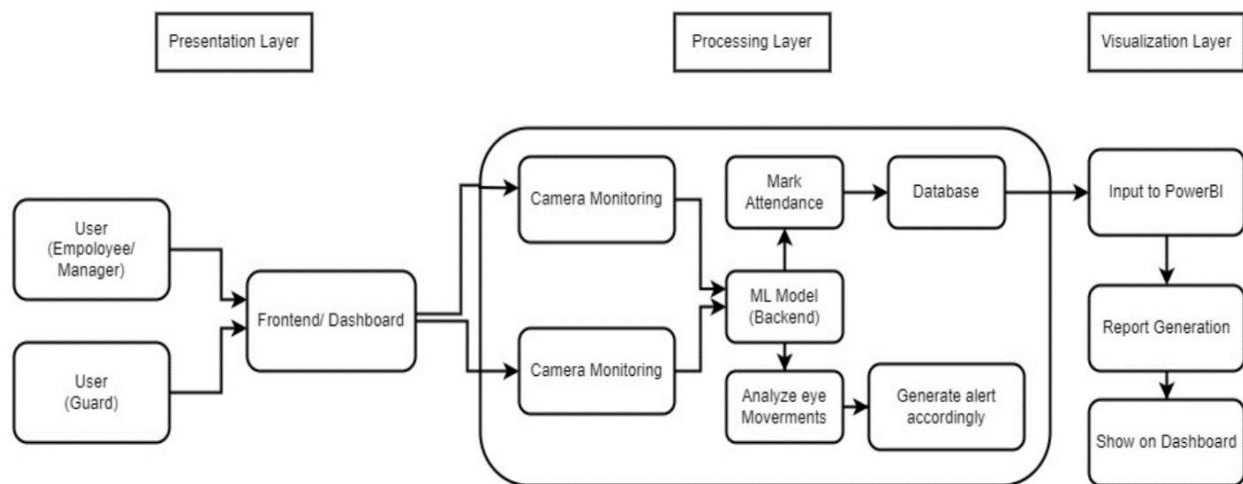 Presentation Layer
Processing Layer
Visualization Layer
User
(Empoloyee/
Manager)
User
(Guard)
Frontend/ Dashboard
Camera Monitoring
Camera Monitoring
Mark
Attendance
Database
ML Model
(Backend)
Analyze eye
Moverments
Generate alert
accordingly
Input to PowerBI
Report Generation
Show on Dashboard